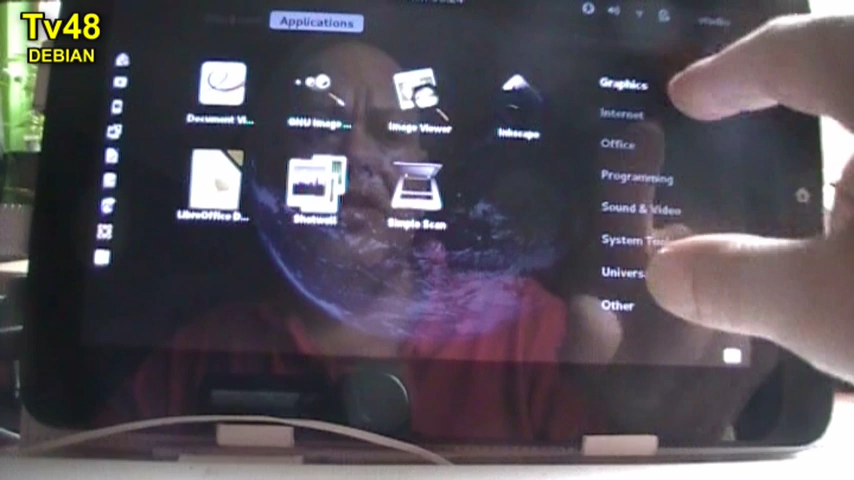 Tv48
DEBIAN
Applications
Document Vi...
GNU Image ...
Image Viewer
Inkscape
LibreOffice D...
Shotwell
Simple Scan
Graphics
Internet
Office
Programming
Sound & Video
System Too
Univers
Other